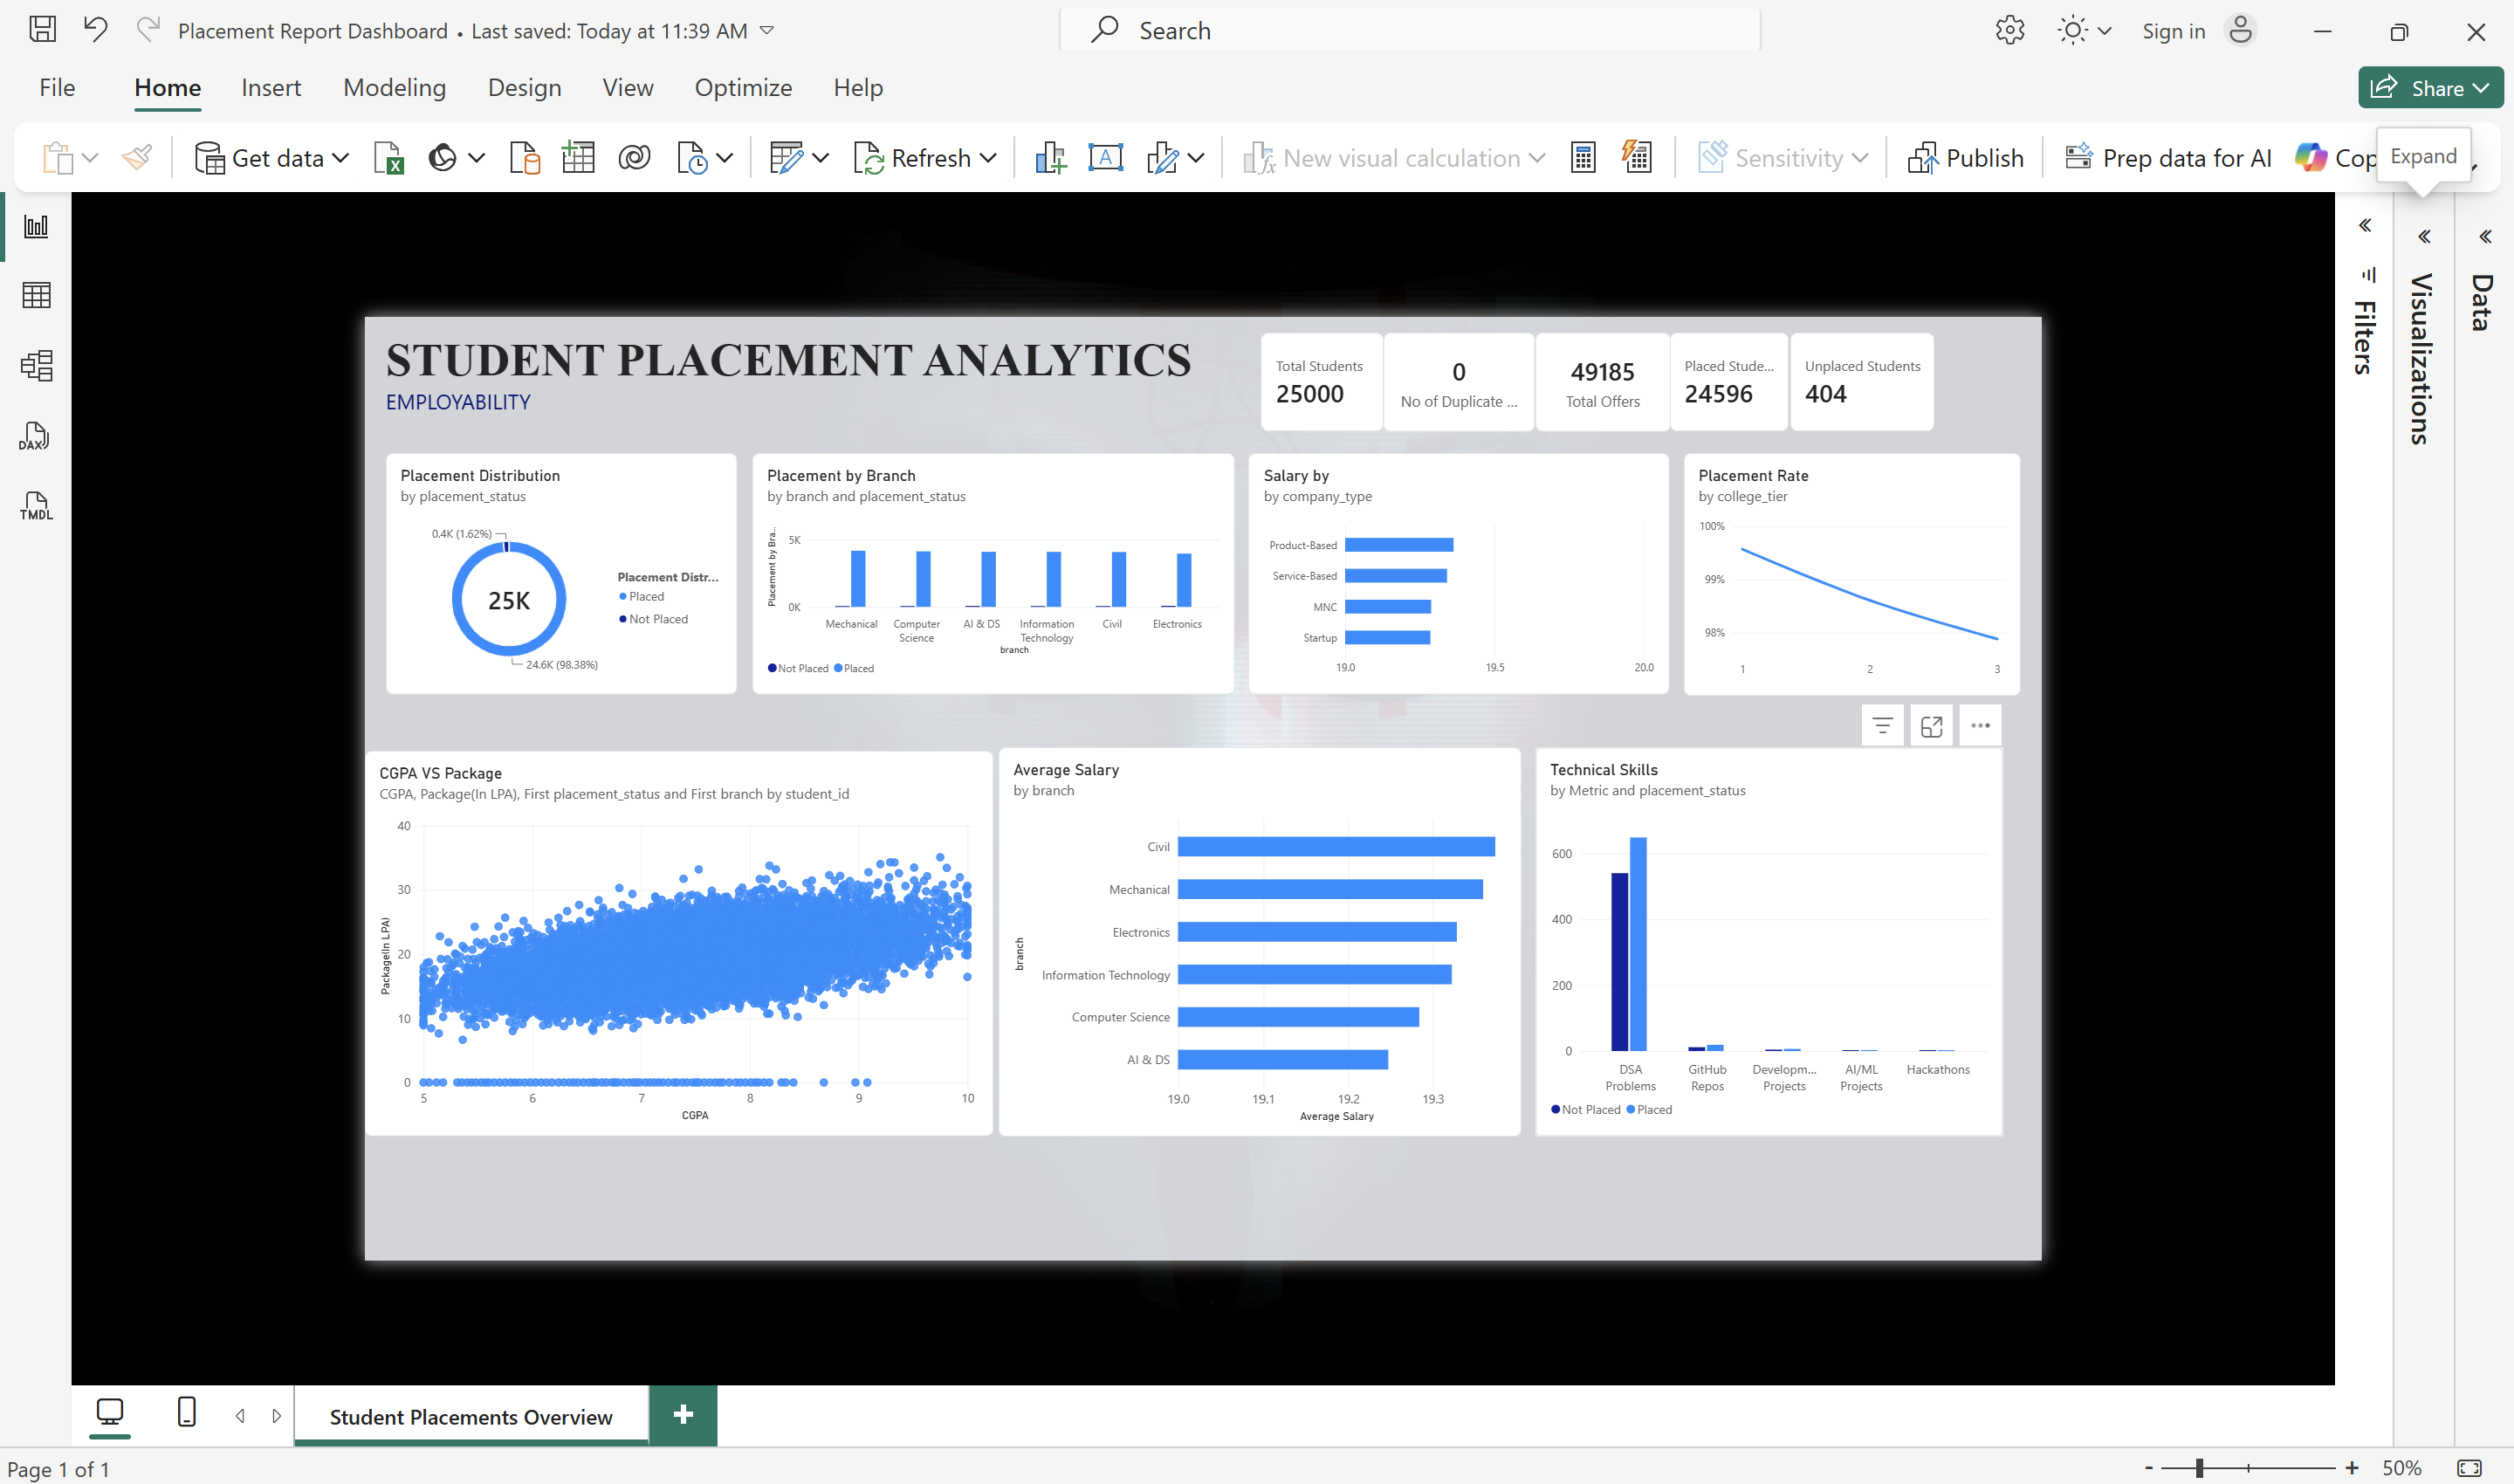 Placement Report Dashboard • Last saved: Today at 11:39 AM
Search
Sign in
File Home Insert Modeling Design View Optimize Help
Share
Get data
Refresh
New visual calculation
Sensitivity
Publish
Prep data for AI
Cop
Expand
DAX
TMDL
Filters
Visualizations
Data
STUDENT PLACEMENT ANALYTICS
EMPLOYABILITY
Total Students
25000
0
No of Duplicate ...
49185
Total Offers
Placed Stude...
24596
Unplaced Students
404
Placement Distribution
by placement_status
0.4K (1.62%)
25K
24.6K (98.38%)
Placement Distr...
Placed
Not Placed
Placement by Branch
by branch and placement_status
Placement by Bra...
5K
0K
Mechanical
Computer Science
AI & DS
Information Technology
Civil
Electronics
branch
Not Placed Placed
Salary by
by company_type
Product-Based
Service-Based
MNC
Startup
19.0 19.5 20.0
Placement Rate
by college_tier
100%
99%
98%
1 2 3
CGPA VS Package
CGPA, Package(In LPA), First placement_status and First branch by student_id
Package(In LPA)
40
30
20
10
0
5 6 7 8 9 10
CGPA
Average Salary
by branch
branch
Civil
Mechanical
Electronics
Information Technology
Computer Science
AI & DS
19.0 19.1 19.2 19.3
Average Salary
Technical Skills
by Metric and placement_status
600
400
200
0
DSA Problems
GitHub Repos
Developm... Projects
AI/ML Projects
Hackathons
Not Placed Placed
Student Placements Overview
Page 1 of 1
50%